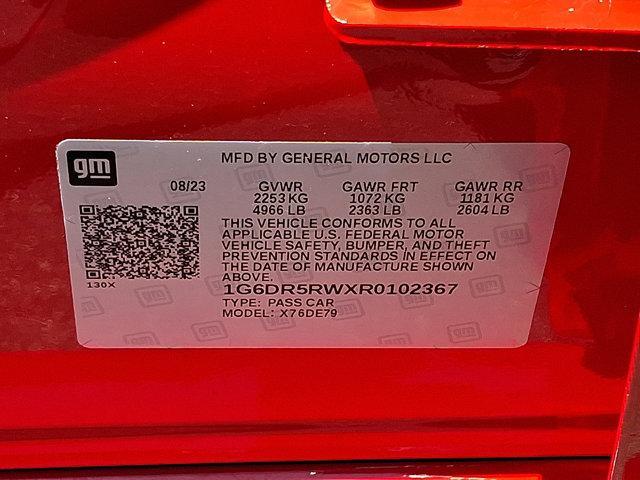 gm
MFD BY GENERAL MOTORS LLC
08/23 GVWR GAWR FRT GAWR RR
2253 KG 1072 KG 1181 KG
4966 LB 2363 LB 2604 LB
THIS VEHICLE CONFORMS TO ALL
APPLICABLE U.S. FEDERAL MOTOR
VEHICLE SAFETY, BUMPER, AND THEFT
PREVENTION STANDARDS IN EFFECT ON
THE DATE OF MANUFACTURE SHOWN
ABOVE.
130X
1G6DR5RWXR0102367
TYPE: PASS CAR
MODEL: X76DE79